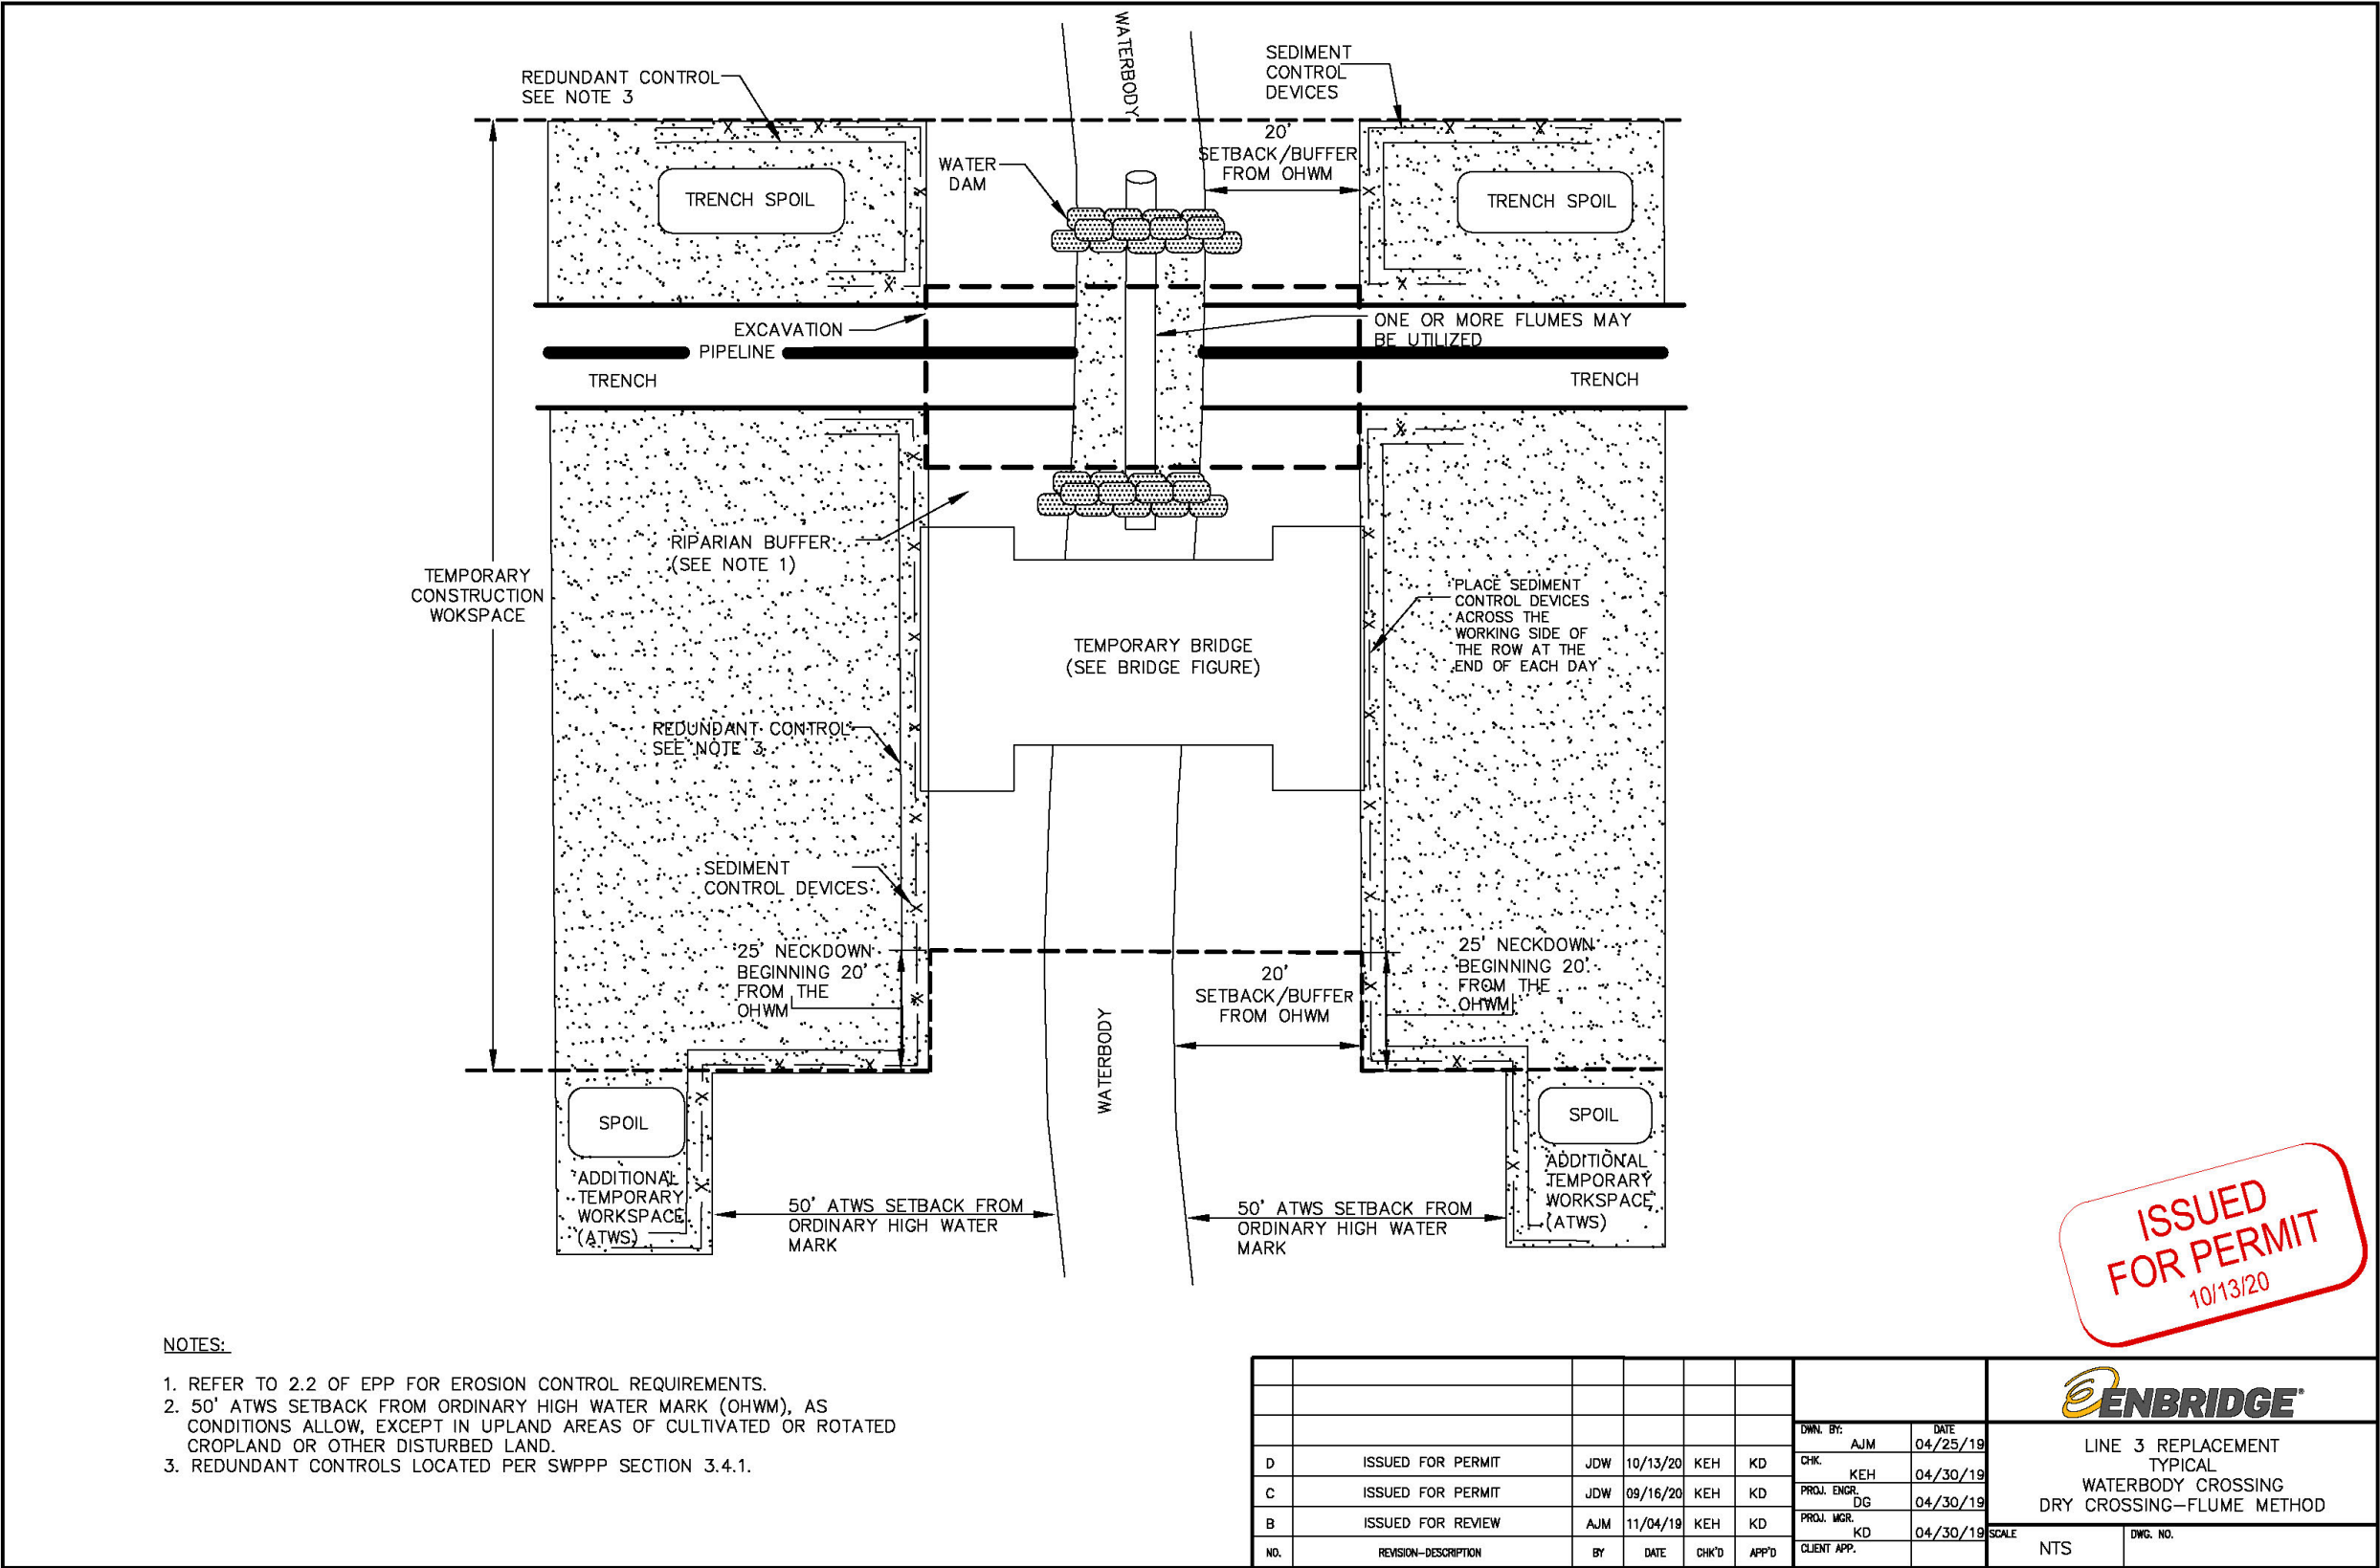 WATERBODY
REDUNDANT CONTROL
SEE NOTE 3
SEDIMENT
CONTROL
DEVICES
20'
SETBACK/BUFFER
FROM OHWM
WATER
DAM
TRENCH SPOIL
TRENCH SPOIL
EXCAVATION
ONE OR MORE FLUMES MAY
BE UTILIZED
PIPELINE
TRENCH
TRENCH
RIPARIAN BUFFER
(SEE NOTE 1)
TEMPORARY
CONSTRUCTION
WOKSPACE
PLACE SEDIMENT
CONTROL DEVICES
ACROSS THE
WORKING SIDE OF
THE ROW AT THE
END OF EACH DAY
TEMPORARY BRIDGE
(SEE BRIDGE FIGURE)
REDUNDANT CONTROL
SEE NOTE 3
SEDIMENT
CONTROL DEVICES
25' NECKDOWN
BEGINNING 20'
FROM THE
OHWM
20'
SETBACK/BUFFER
FROM OHWM
25' NECKDOWN
BEGINNING 20'
FROM THE
OHWM
WATERBODY
SPOIL
SPOIL
ADDITIONAL
TEMPORARY
WORKSPACE
(ATWS)
50' ATWS SETBACK FROM
ORDINARY HIGH WATER
MARK
50' ATWS SETBACK FROM
ORDINARY HIGH WATER
MARK
ADDITIONAL
TEMPORARY
WORKSPACE
(ATWS)
ISSUED
FOR PERMIT
10/13/20
NOTES:
1. REFER TO 2.2 OF EPP FOR EROSION CONTROL REQUIREMENTS.
2. 50' ATWS SETBACK FROM ORDINARY HIGH WATER MARK (OHWM), AS
CONDITIONS ALLOW, EXCEPT IN UPLAND AREAS OF CULTIVATED OR ROTATED
CROPLAND OR OTHER DISTURBED LAND.
3. REDUNDANT CONTROLS LOCATED PER SWPPP SECTION 3.4.1.
D ISSUED FOR PERMIT JDW 10/13/20 KEH KD
C ISSUED FOR PERMIT JDW 09/16/20 KEH KD
B ISSUED FOR REVIEW AJM 11/04/19 KEH KD
NO. REVISION-DESCRIPTION BY DATE CHK'D APP'D
DWN. BY: DATE
AJM 04/25/19
CHK.
KEH 04/30/19
PROJ. ENGR.
DG 04/30/19
PROJ. MGR.
KD 04/30/19
CLIENT APP.
ENBRIDGE®
LINE 3 REPLACEMENT
TYPICAL
WATERBODY CROSSING
DRY CROSSING-FLUME METHOD
SCALE
NTS
DWG. NO.